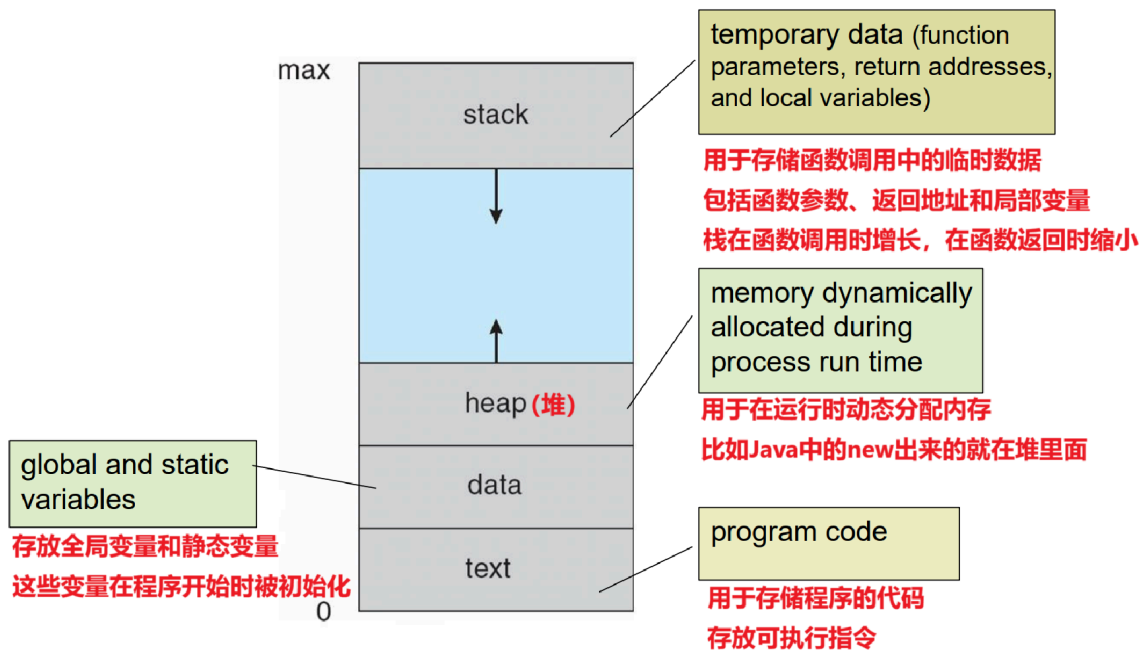 temporary data (function
parameters, return addresses,
and local variables)
max
stack
用于存储函数调用中的临时数据
包括函数参数、返回地址和局部变量
栈在函数调用时增长，在函数返回时缩小
memory dynamically
allocated during
process run time
heap(堆)
用于在运行时动态分配内存
比如Java中的new出来的就在堆里面
global and static
variables
data
存放全局变量和静态变量
这些变量在程序开始时被初始化
program code
text
0
用于存储程序的代码
存放可执行指令